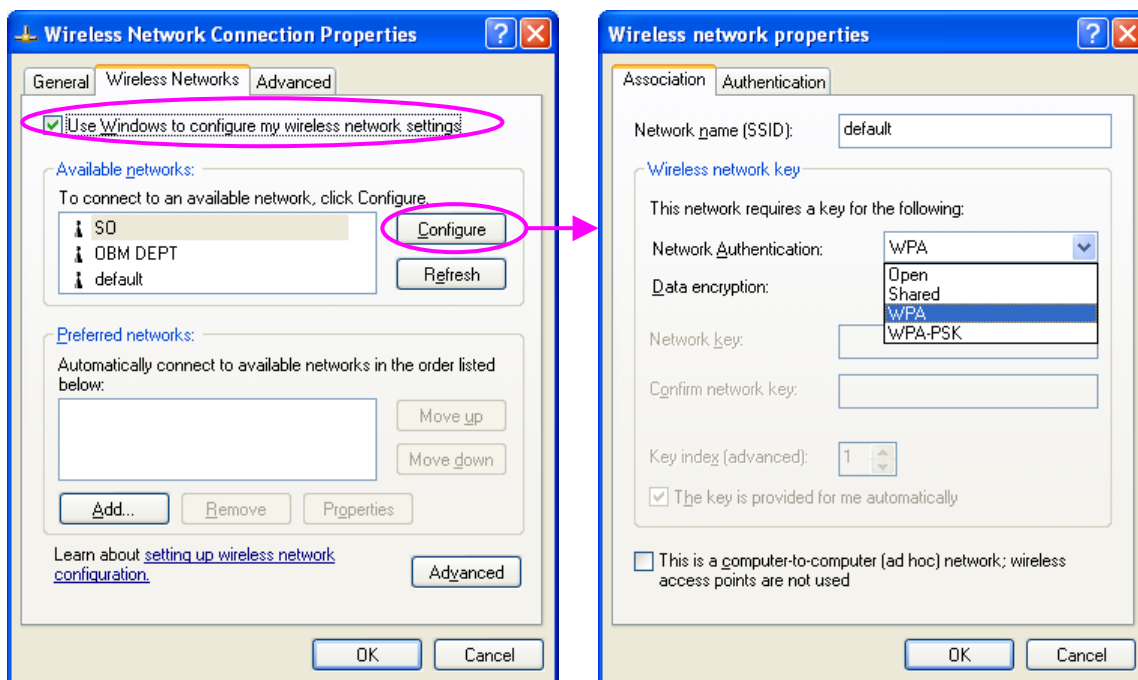 Wireless Network Connection Properties
General Wireless Networks Advanced
Use Windows to configure my wireless network settings
Available networks:
To connect to an available network, click Configure.
SO
OBM DEPT
default
Configure
Refresh
Preferred networks:
Automatically connect to available networks in the order listed
below:
Move up
Move down
Add... Remove Properties
Learn about setting up wireless network
configuration.
Advanced
OK Cancel
Wireless network properties
Association Authentication
Network name (SSID): default
Wireless network key
This network requires a key for the following:
Network Authentication: WPA
Open
Data encryption:
Shared
WPA
WPA-PSK
Network key:
Confirm network key:
Key index (advanced): 1
The key is provided for me automatically
This is a computer-to-computer (ad hoc) network; wireless
access points are not used
OK Cancel